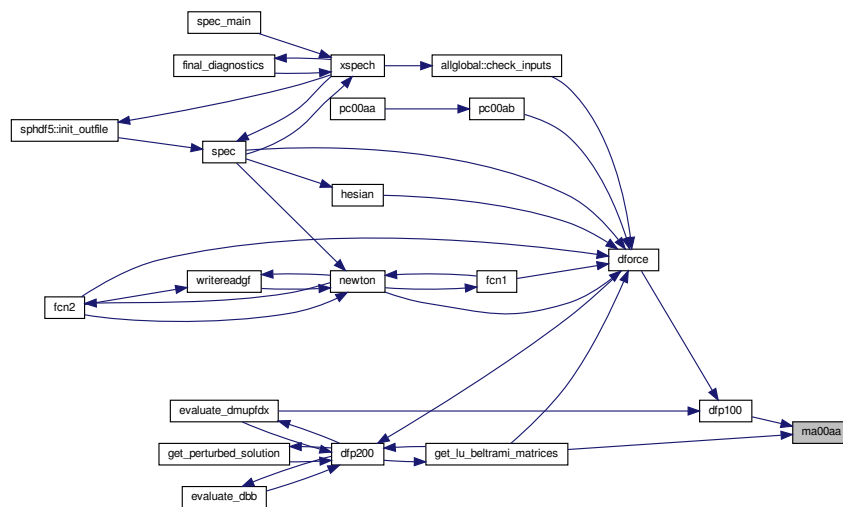 spec_main
final_diagnostics
xspech
allglobal::check_inputs
pc00aa
pc00ab
sphdf5::init_outfile
spec
hesian
dforce
writereadgf
newton
fcn1
fcn2
evaluate_dmupfdx
dfp100
ma00aa
get_perturbed_solution
dfp200
get_lu_beltrami_matrices
evaluate_dbb